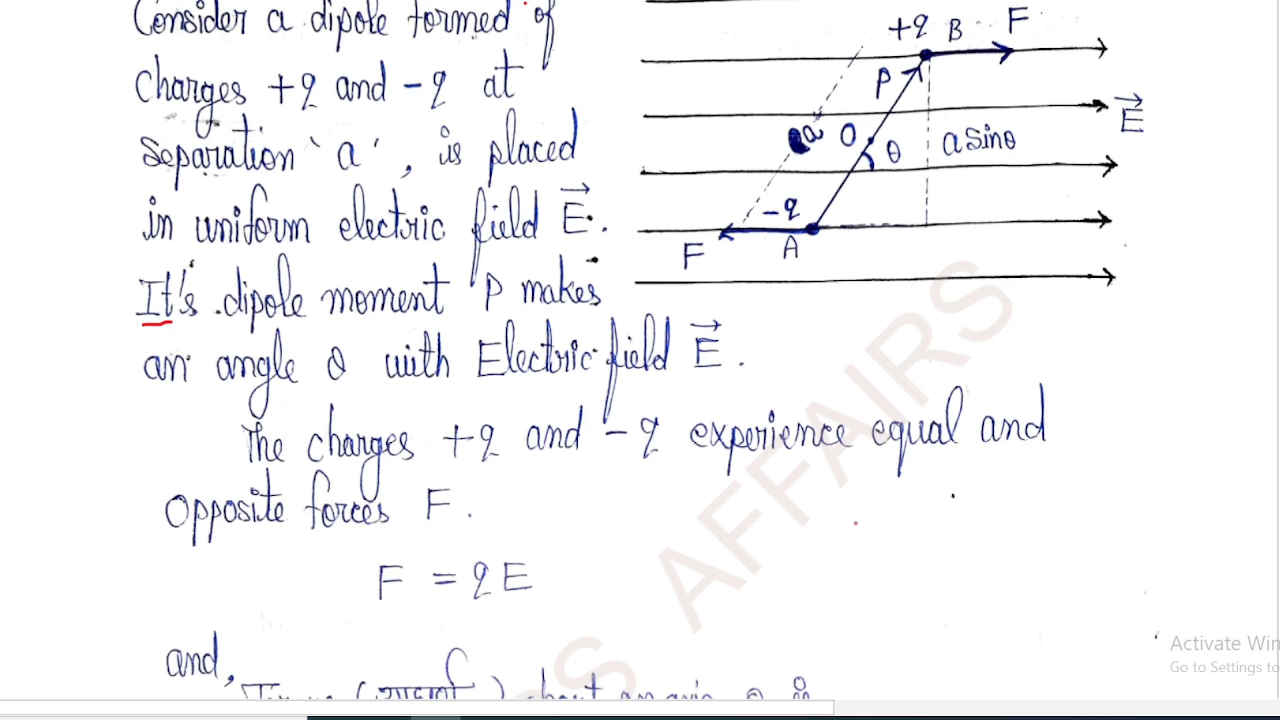 Consider a dipole formed of
charges +q and -q at
separation 'a', is placed
in uniform electric field E⃗.
It's dipole moment P makes
an angle θ with Electric field E⃗.
The charges +q and -q experience equal and
opposite forces F.
F = qE
and,
+q B F
P
E⃗
a O θ a sinθ
-q
F A
AFFAIRS
Activate Win
Go to Settings to